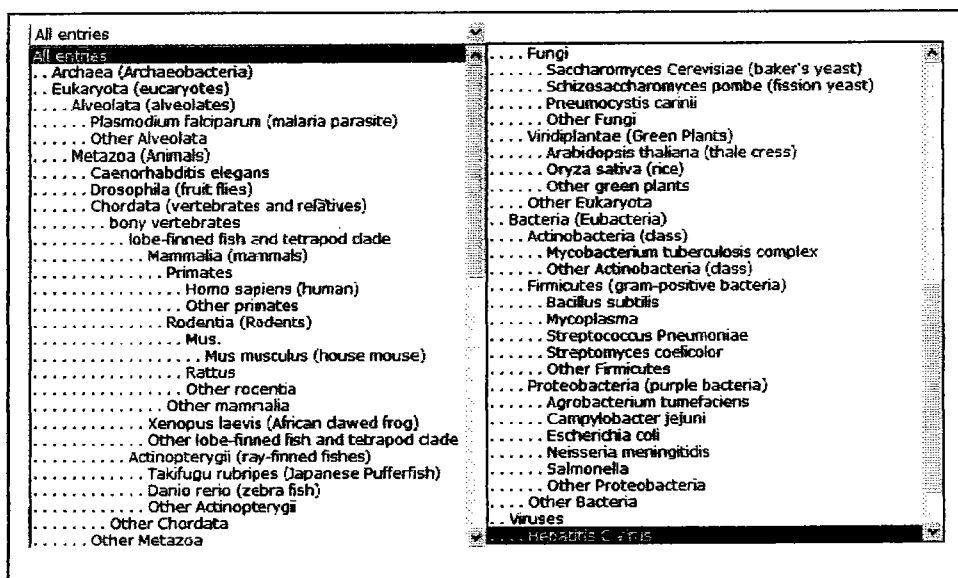 All entries
All entries
. . Archaea (Archaeobacteria)
. . Eukaryota (eucaryotes)
. . . . Alveolata (alveolates)
. . . . . . Plasmodium falciparum (malaria parasite)
. . . . . . Other Alveolata
. . . . Metazoa (Animals)
. . . . . . Caenorhabditis elegans
. . . . . . Drosophila (fruit flies)
. . . . . . Chordata (vertebrates and relatives)
. . . . . . . . bony vertebrates
. . . . . . . . . . lobe-finned fish and tetrapod clade
. . . . . . . . . . . . Mammalia (mammals)
. . . . . . . . . . . . . . Primates
. . . . . . . . . . . . . . . . Homo sapiens (human)
. . . . . . . . . . . . . . . . Other primates
. . . . . . . . . . . . . . Rodentia (Rodents)
. . . . . . . . . . . . . . . . Mus.
. . . . . . . . . . . . . . . . . . Mus musculus (house mouse)
. . . . . . . . . . . . . . . . Rattus
. . . . . . . . . . . . . . . . Other rocentia
. . . . . . . . . . . . . . Other mammalia
. . . . . . . . . . . . Xenopus laevis (African clawed frog)
. . . . . . . . . . . . Other lobe-finned fish and tetrapod clade
. . . . . . . . . . Actinopterygii (ray-finned fishes)
. . . . . . . . . . . . Takifugu rubripes (Japanese Pufferfish)
. . . . . . . . . . . . Danio rerio (zebra fish)
. . . . . . . . . . . . Other Actinopterygii
. . . . . . . . Other Chordata
. . . . . . Other Metazoa
. . . . Fungi
. . . . . . Saccharomyces Cerevisiae (baker's yeast)
. . . . . . Schizosaccharomyces pombe (fission yeast)
. . . . . . Pneumocystis carinii
. . . . . . Other Fungi
. . . . Viridiplantae (Green Plants)
. . . . . . Arabidopsis thaliana (thale cress)
. . . . . . Oryza sativa (rice)
. . . . . . Other green plants
. . . . Other Eukaryota
. . Bacteria (Eubacteria)
. . . . Actinobacteria (class)
. . . . . . Mycobacterium tuberculosis complex
. . . . . . Other Actinobacteria (class)
. . . . Firmicutes (gram-positive bacteria)
. . . . . . Bacillus subtilis
. . . . . . Mycoplasma
. . . . . . Streptococcus Pneumoniae
. . . . . . Streptomyces coelicolor
. . . . . . Other Firmicutes
. . . . Proteobacteria (purple bacteria)
. . . . . . Agrobacterium tumefaciens
. . . . . . Campylobacter jejuni
. . . . . . Escherichia coli
. . . . . . Neisseria meningitidis
. . . . . . Salmonella
. . . . . . Other Proteobacteria
. . . . Other Bacteria
. . Viruses
. . . . Hepatitis C virus